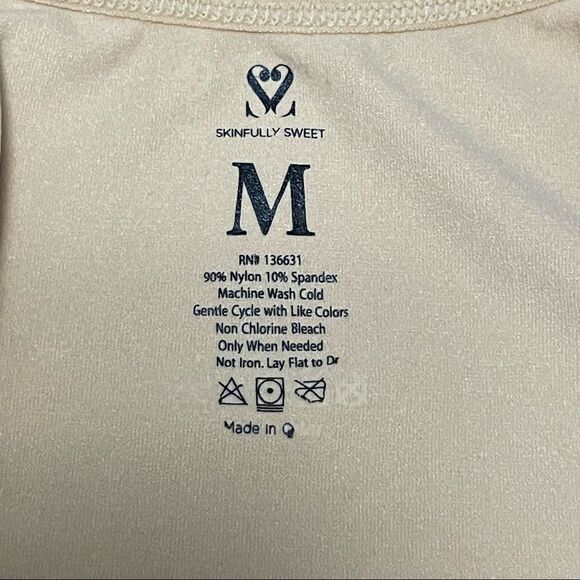 SKINFULLY SWEET
M
RN# 136631
90% Nylon 10% Spandex
Machine Wash Cold
Gentle Cycle with Like Colors
Non Chlorine Bleach
Only When Needed
Not Iron. Lay Flat to
Made in